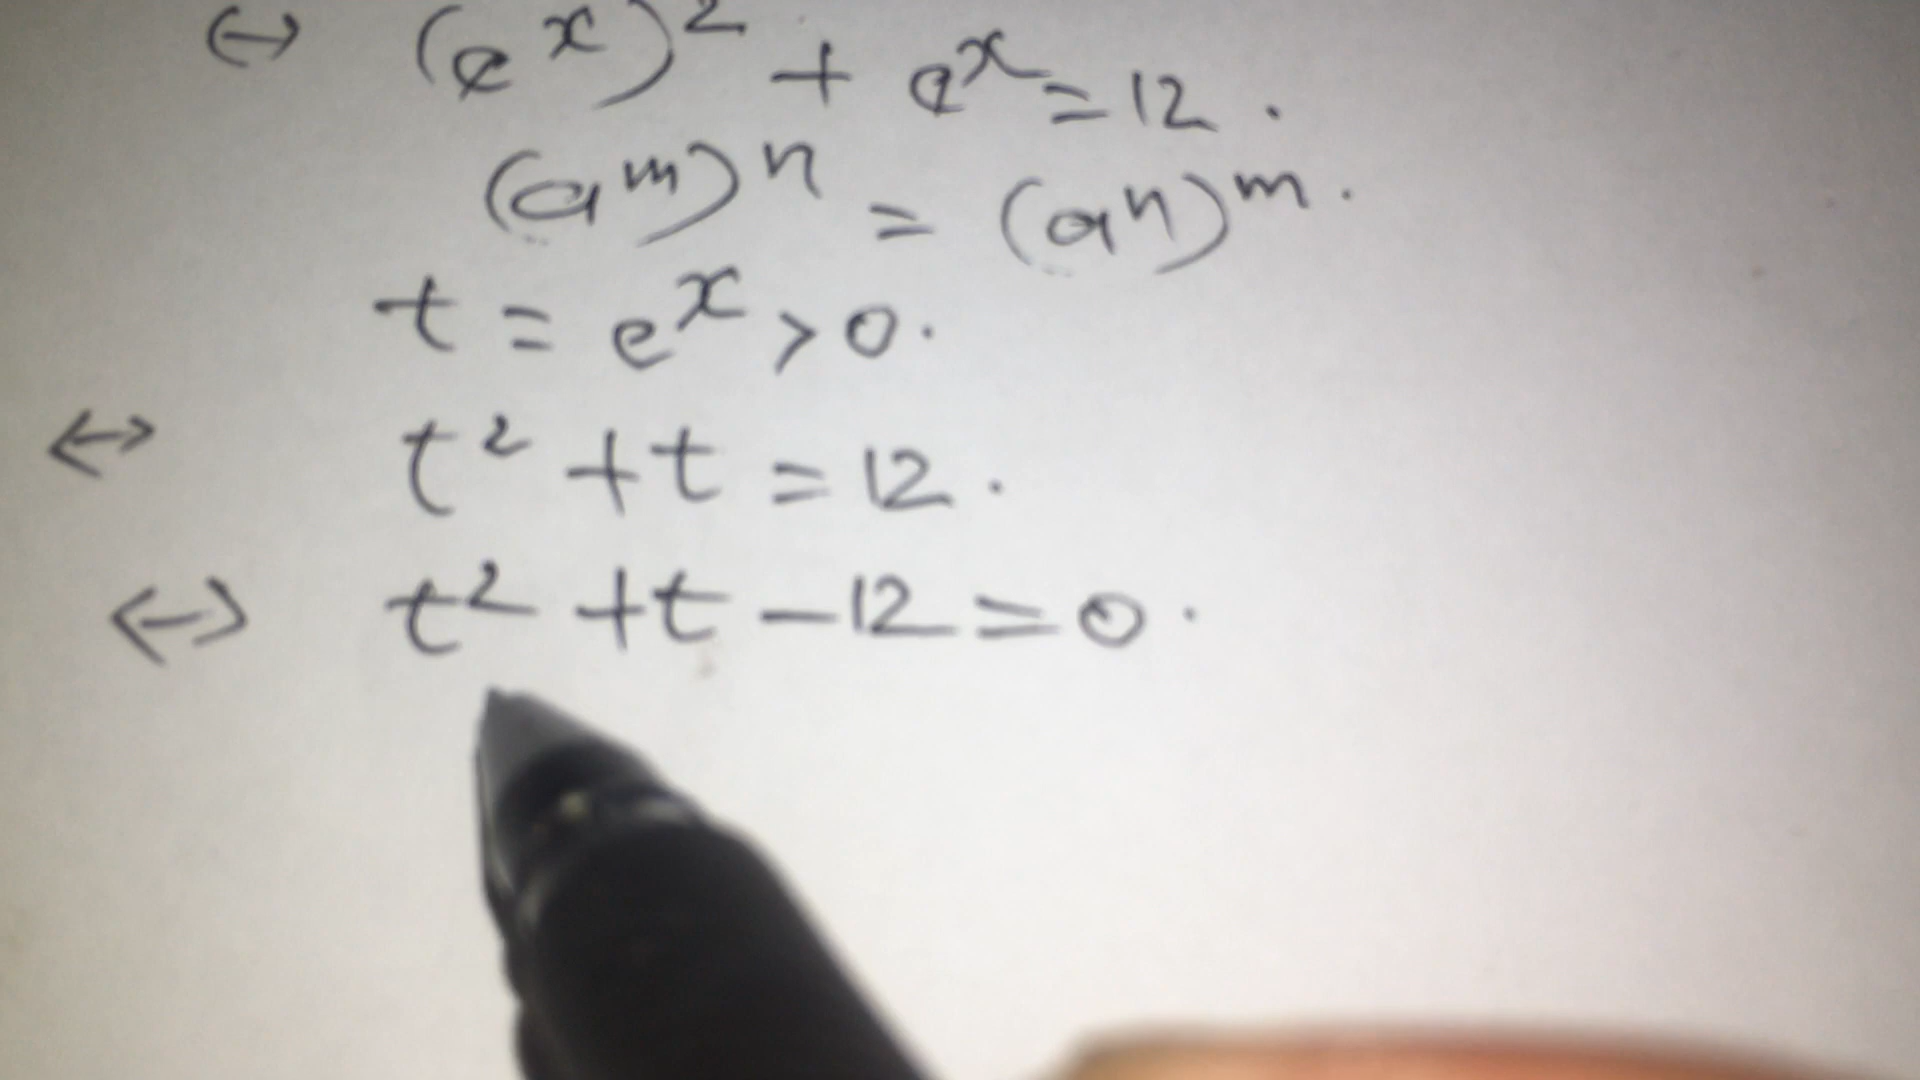 ↔ (e^x)^2 + e^x = 12 .
(a^m)^n = (a^n)^m .
t = e^x > 0 .
↔ t^2 + t = 12 .
↔ t^2 + t - 12 = 0 .